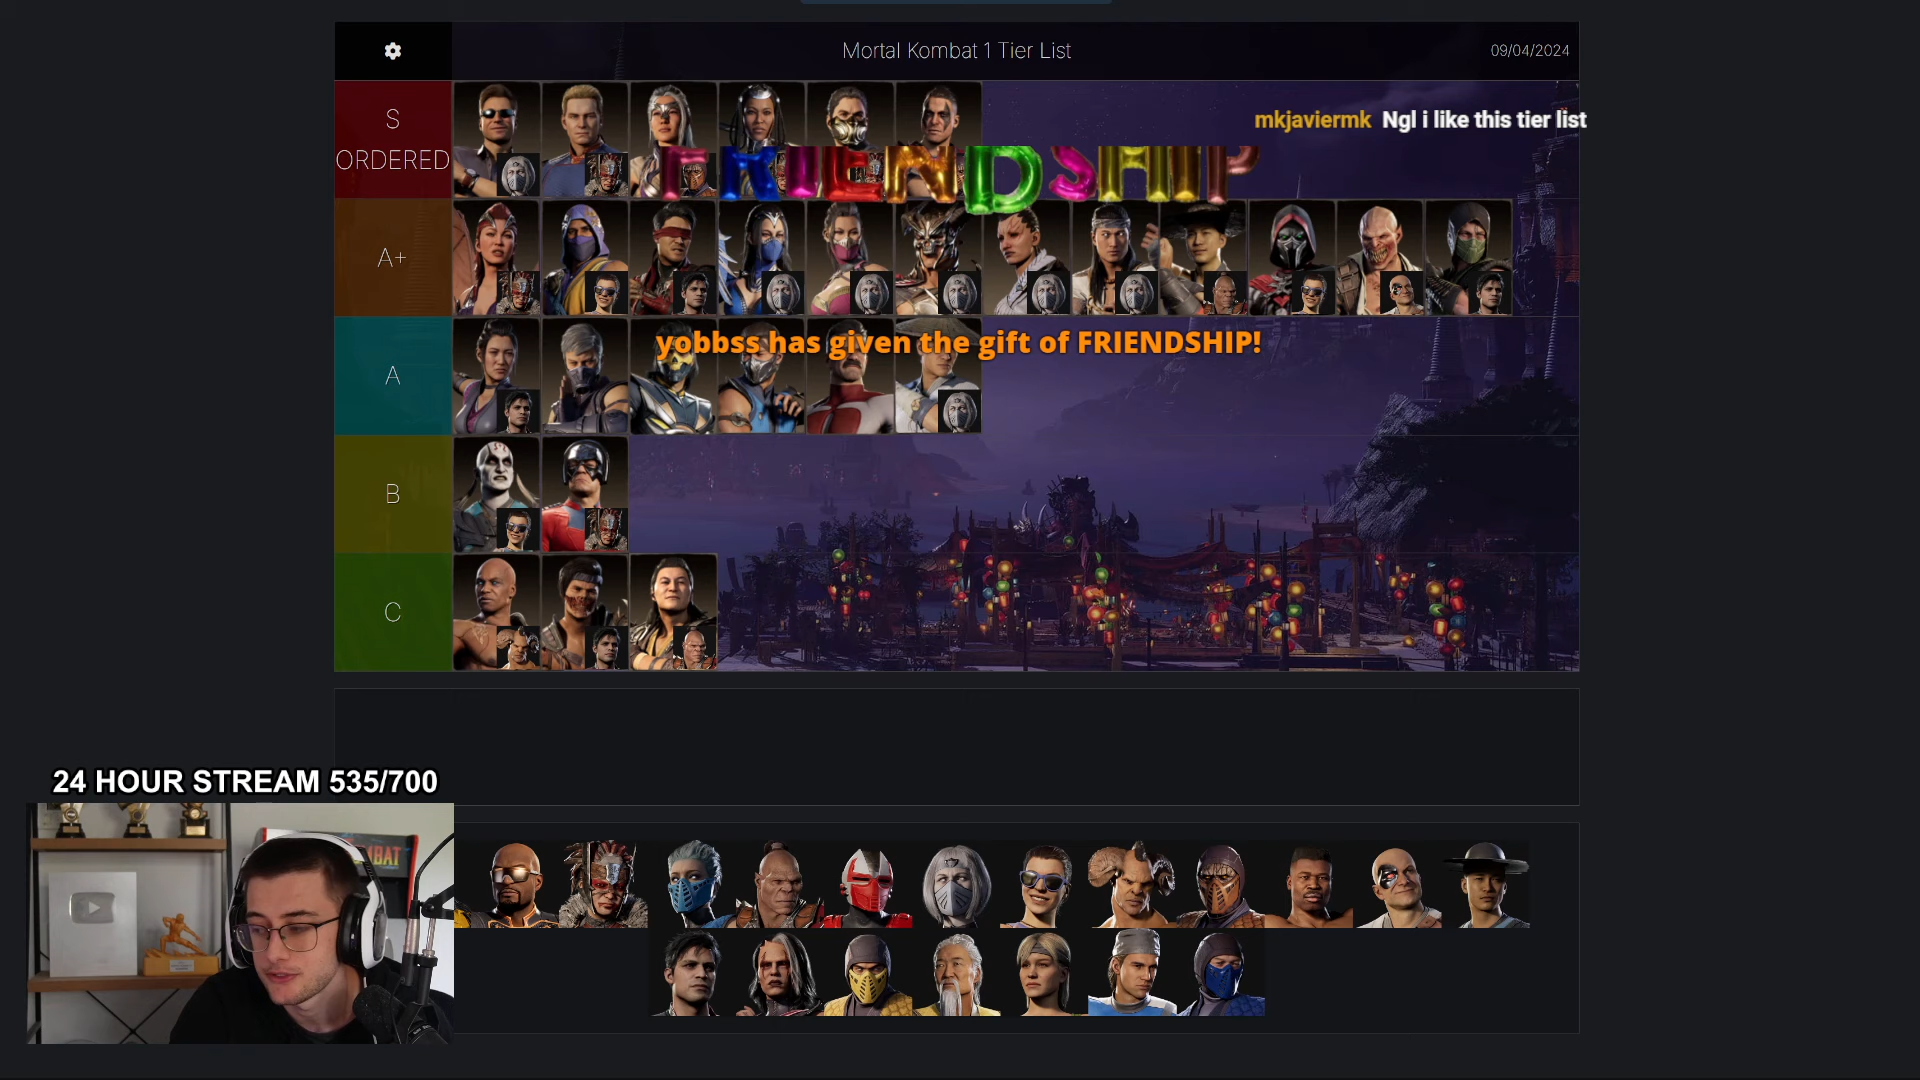 Mortal Kombat 1 Tier List
09/04/2024
S
ORDERED
mkjaviermk Ngl i like this tier list
FRIENDSHIP
A+
yobbss has given the gift of FRIENDSHIP!
A
B
C
24 HOUR STREAM 535/700
BAT